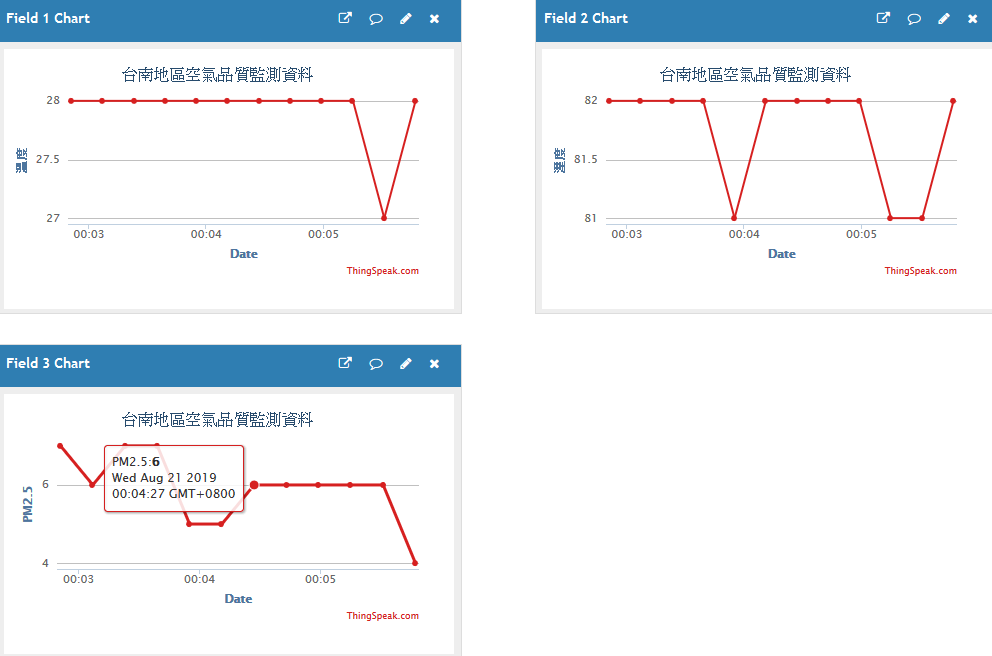 Field 1 Chart
台南地區空氣品質監測資料
溫度
28
27.5
27
00:03 00:04 00:05
Date
ThingSpeak.com
Field 2 Chart
台南地區空氣品質監測資料
溼度
82
81.5
81
00:03 00:04 00:05
Date
ThingSpeak.com
Field 3 Chart
台南地區空氣品質監測資料
PM2.5
6
4
PM2.5:6
Wed Aug 21 2019
00:04:27 GMT+0800
00:03 00:04 00:05
Date
ThingSpeak.com